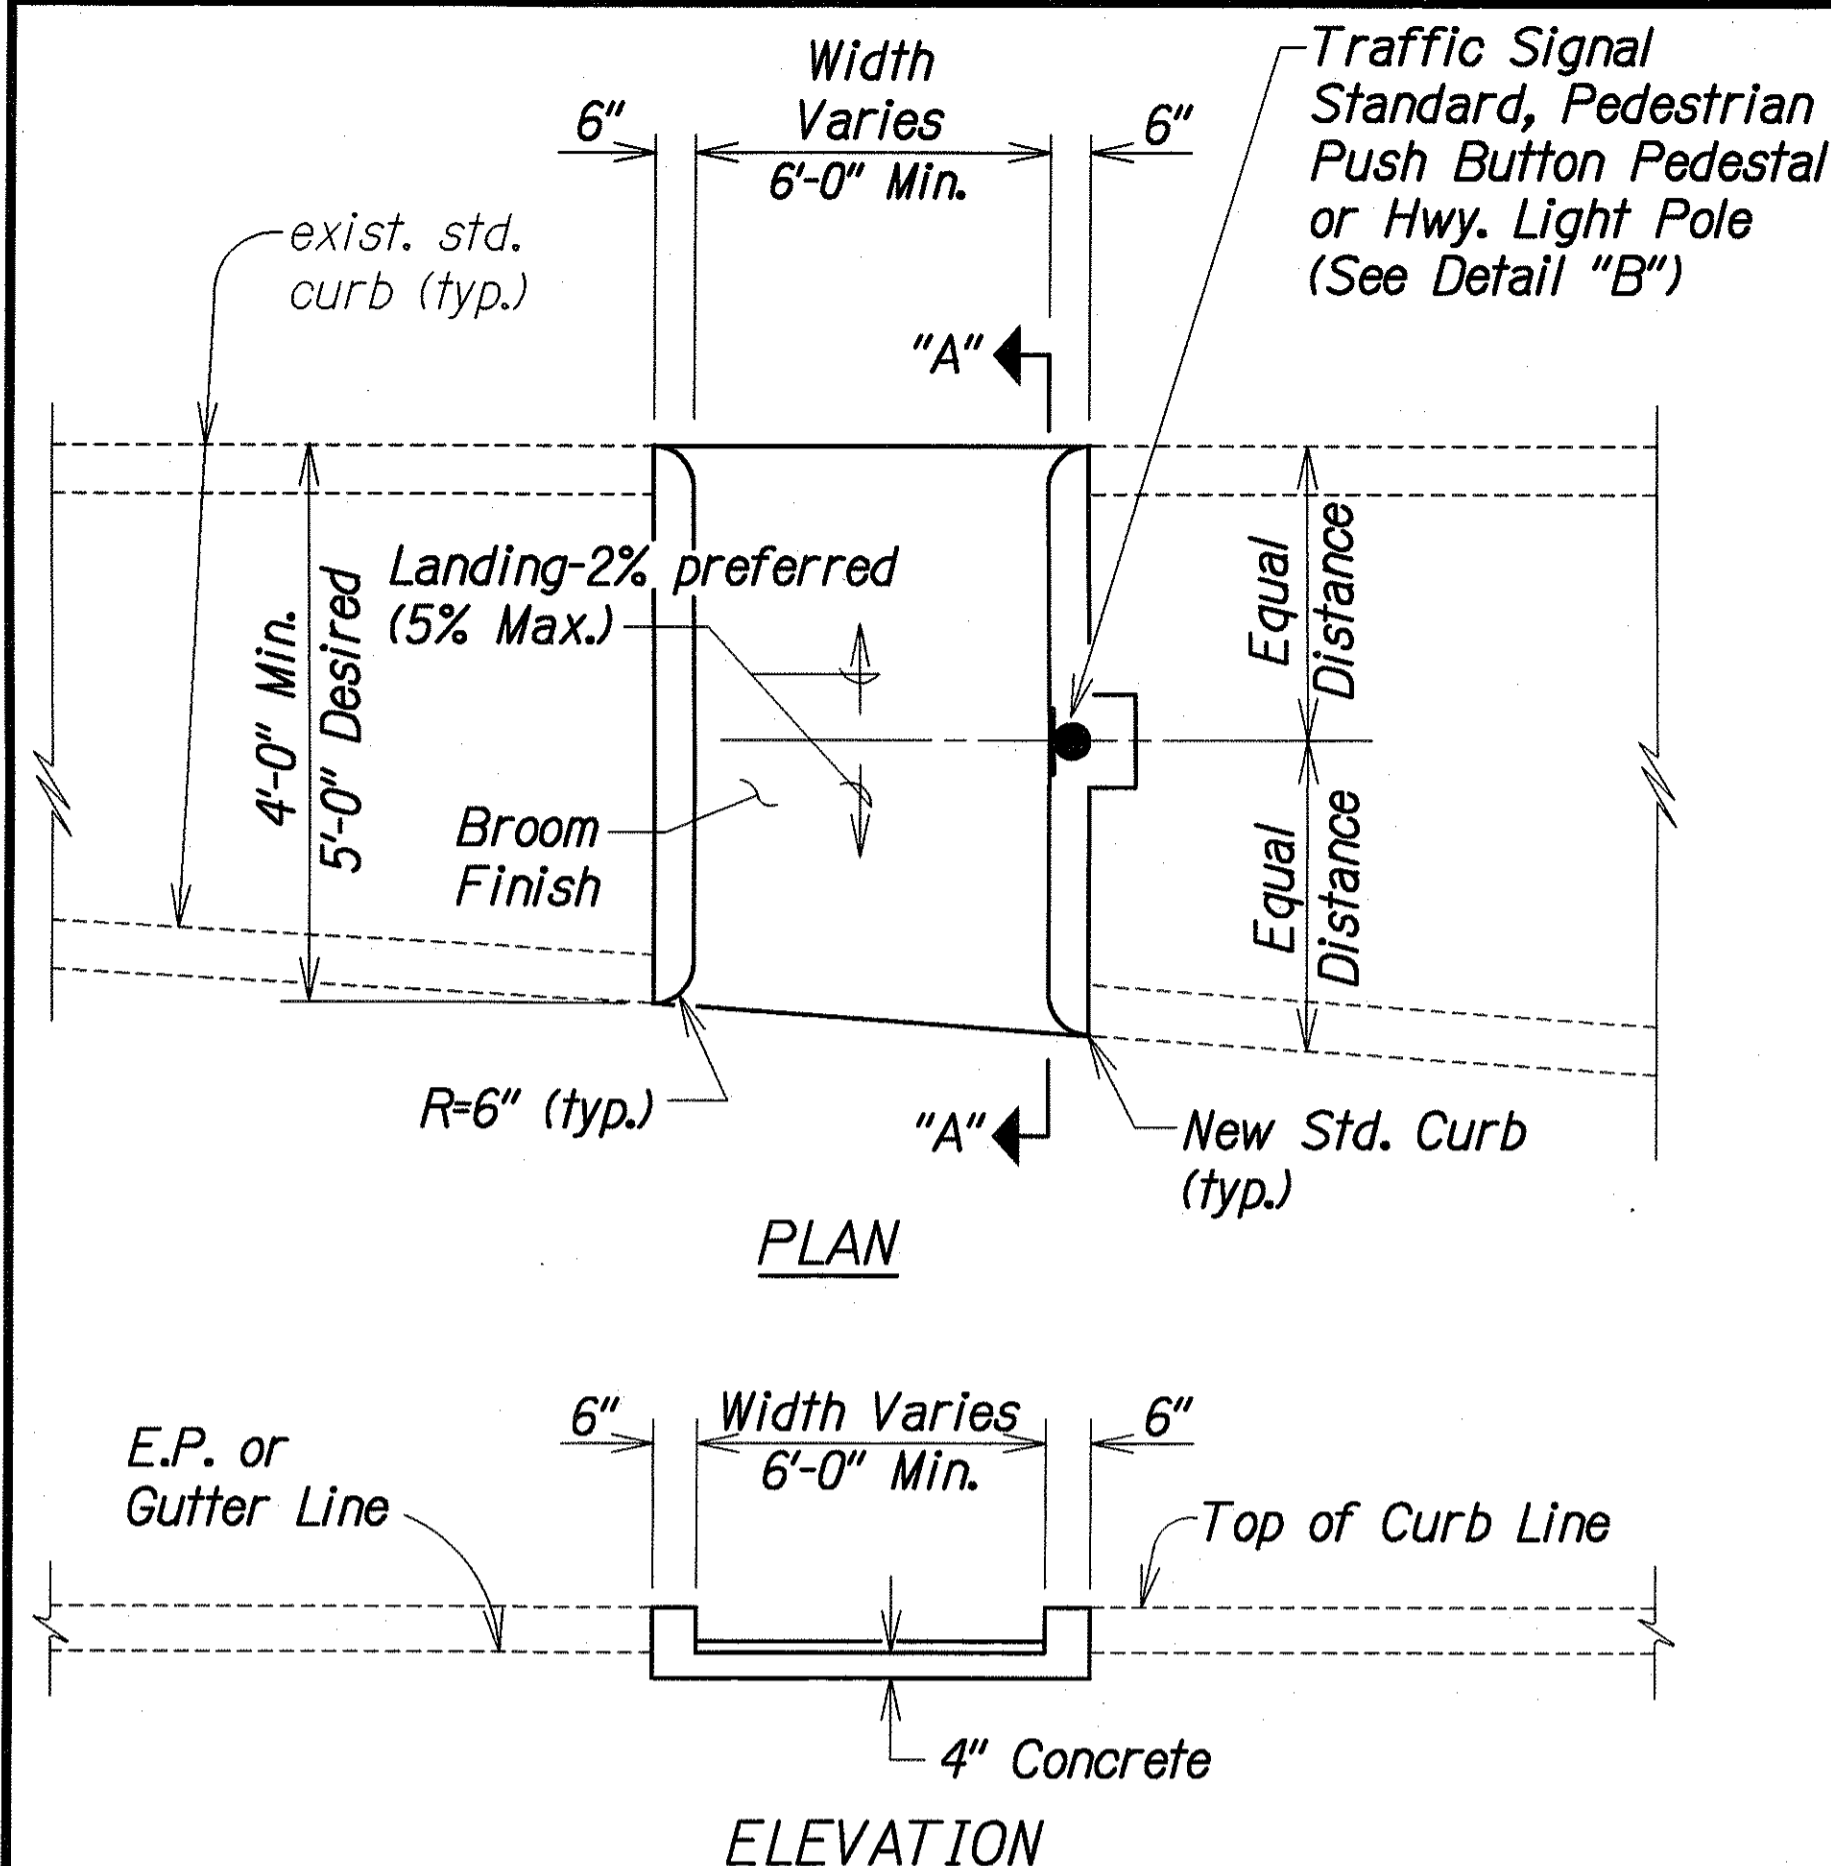 Width
Varies
6'-0" Min.
6"
6"
Traffic Signal
Standard, Pedestrian
Push Button Pedestal
or Hwy. Light Pole
(See Detail "B")
exist. std.
curb (typ.)
"A"
Landing-2% preferred
(5% Max.)
4'-0" Min.
5'-0" Desired
Equal
Distance
Broom
Finish
Equal
Distance
R=6" (typ.)
"A"
New Std. Curb
(typ.)
PLAN
6"
Width Varies
6'-0" Min.
6"
E.P. or
Gutter Line
Top of Curb Line
4" Concrete
ELEVATION